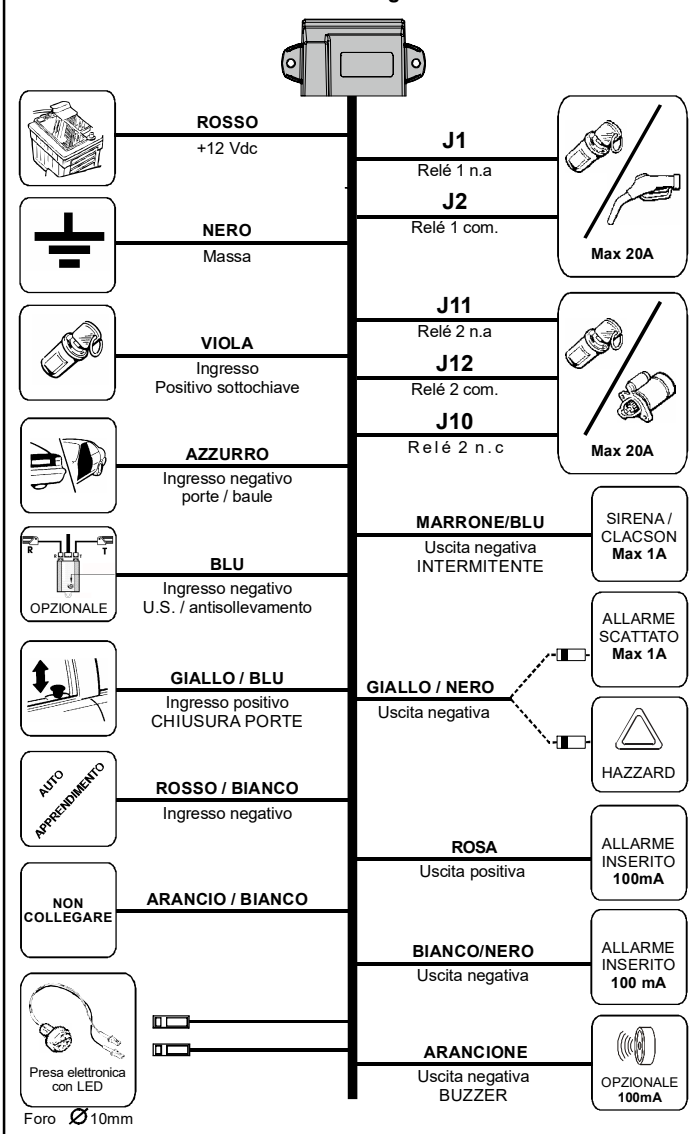 ROSSO
+12 Vdc
NERO
Massa
VIOLA
Ingresso
Positivo sottochiave
AZZURRO
Ingresso negativo
porte / baule
R
T
OPZIONALE
BLU
Ingresso negativo
U.S. / antisollevamento
GIALLO / BLU
Ingresso positivo
CHIUSURA PORTE
AUTO
APPRENDIMENTO
ROSSO / BIANCO
Ingresso negativo
NON
COLLEGARE
ARANCIO / BIANCO
Presa elettronica
con LED
Foro Ø10mm
J1
Relé 1 n.a
J2
Relé 1 com.
Max 20A
J11
Relé 2 n.a
J12
Relé 2 com.
J10
Relé 2 n.c
Max 20A
MARRONE/BLU
Uscita negativa
INTERMITENTE
SIRENA /
CLACSON
Max 1A
GIALLO / NERO
Uscita negativa
ALLARME
SCATTATO
Max 1A
HAZZARD
ROSA
Uscita positiva
ALLARME
INSERITO
100mA
BIANCO/NERO
Uscita negativa
ALLARME
INSERITO
100 mA
ARANCIONE
Uscita negativa
BUZZER
OPZIONALE
100mA